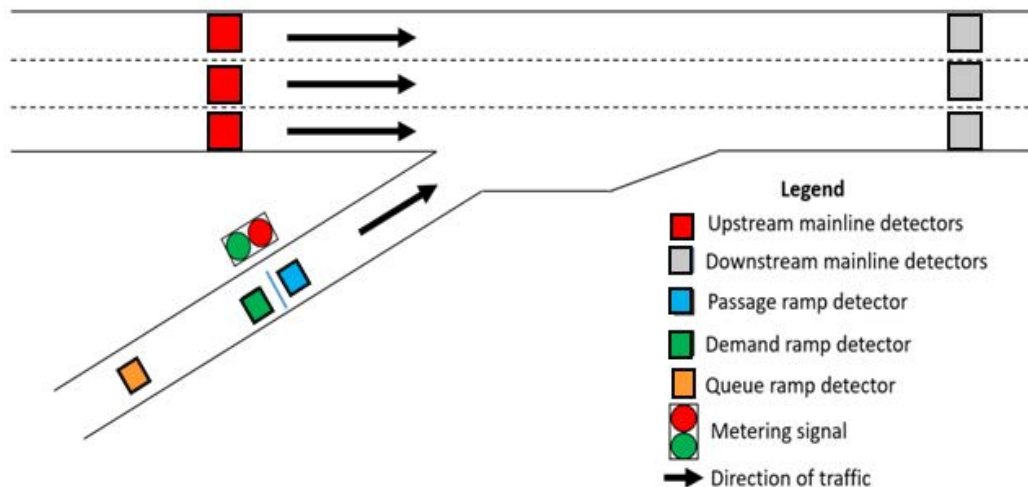 Legend
Upstream mainline detectors
Downstream mainline detectors
Passage ramp detector
Demand ramp detector
Queue ramp detector
Metering signal
Direction of traffic